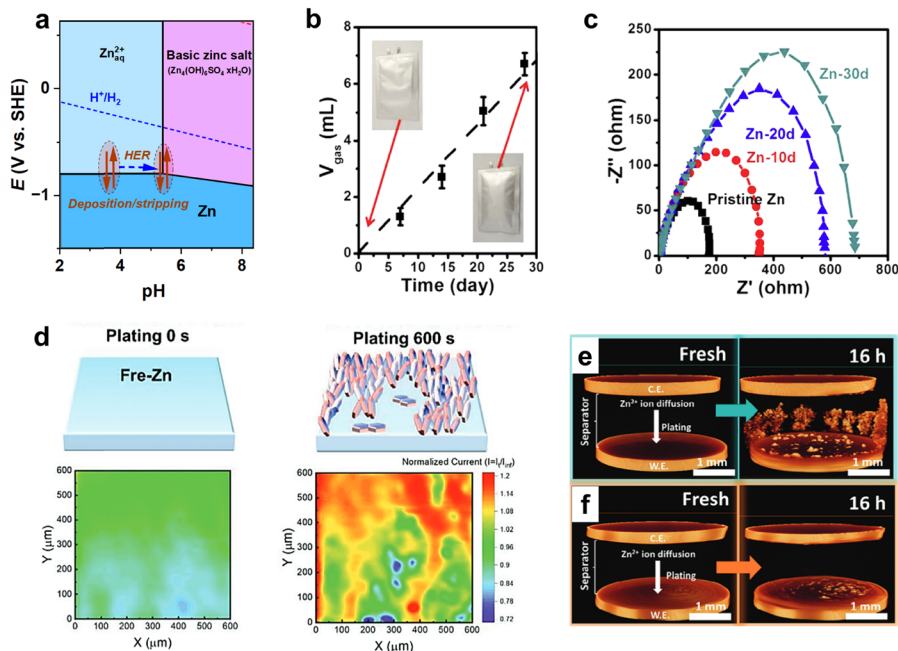 a
Zn²⁺aq
Basic zinc salt
(Zn₄(OH)₆SO₄ xH₂O)
H⁺/H₂
HER
Deposition/stripping
Zn
E (V vs. SHE)
0
−1
2 4 6 8
pH
b
V_gas (mL)
8
6
4
2
0
0 5 10 15 20 25 30
Time (day)
c
-Z" (ohm)
250
200
150
100
50
0
Zn-30d
Zn-20d
Zn-10d
Pristine Zn
0 200 400 600 800
Z' (ohm)
d
Plating 0 s
Fre-Zn
Plating 600 s
Normalized Current (I=Iₜ/I_inf)
Y (μm)
600
500
400
300
200
100
0
0 100 200 300 400 500 600
X (μm)
Y (μm)
600
500
400
300
200
100
0
0 100 200 300 400 500 600
X (μm)
1.2
1.14
1.08
1.02
0.96
0.9
0.84
0.78
0.72
e
Fresh
16 h
C.E.
Separator
Zn²⁺ ion diffusion
Plating
W.E.
1 mm
1 mm
f
Fresh
16 h
C.E.
Separator
Zn²⁺ ion diffusion
Plating
W.E.
1 mm
1 mm